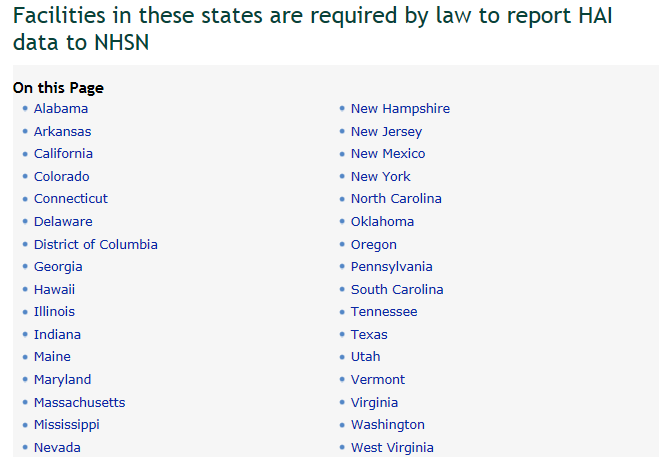 Facilities in these states are required by law to report HAI
data to NHSN
On this Page
Alabama
Arkansas
California
Colorado
Connecticut
Delaware
District of Columbia
Georgia
Hawaii
Illinois
Indiana
Maine
Maryland
Massachusetts
Mississippi
Nevada
New Hampshire
New Jersey
New Mexico
New York
North Carolina
Oklahoma
Oregon
Pennsylvania
South Carolina
Tennessee
Texas
Utah
Vermont
Virginia
Washington
West Virginia